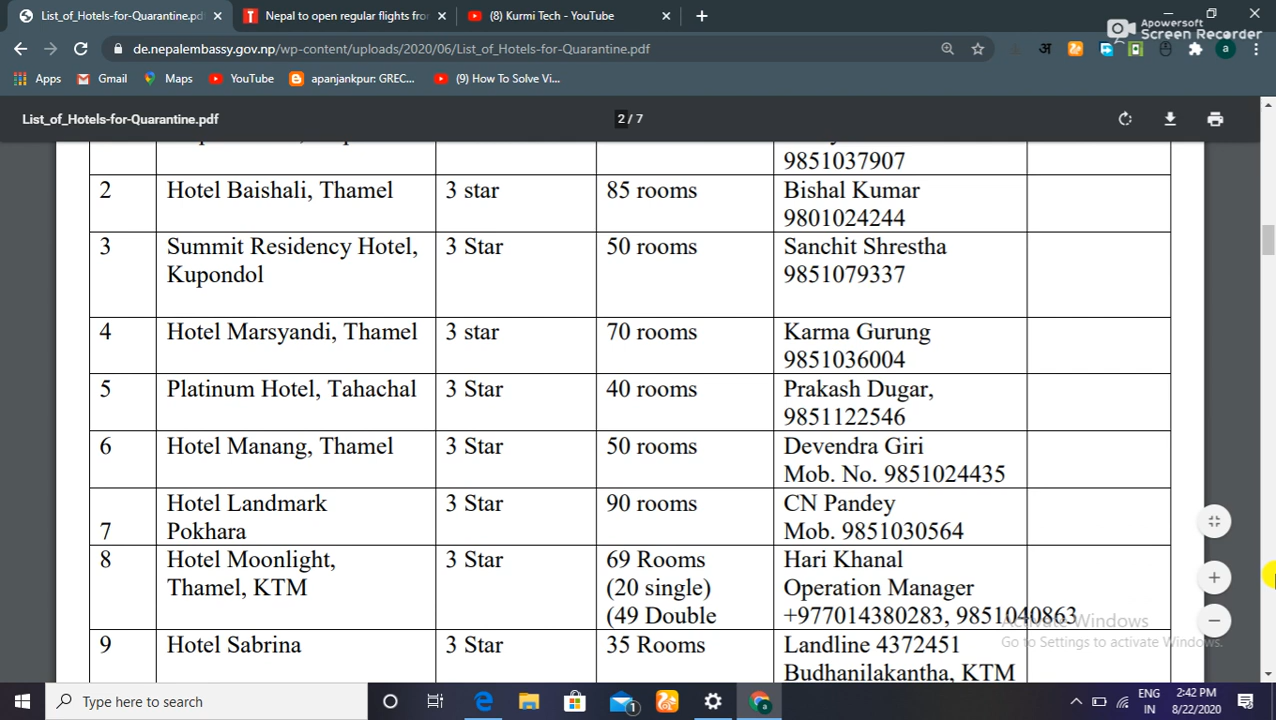 List_of_Hotels-for-Quarantine.pd
Nepal to open regular flights fro
(8) Kurmi Tech - YouTube
Apowersoft
Screen Recorder
de.nepalembassy.gov.np/wp-content/uploads/2020/06/List_of_Hotels-for-Quarantine.pdf
अ
a
Apps
Gmail
Maps
YouTube
apanjankpur: GREC...
(9) How To Solve Vi...
List_of_Hotels-for-Quarantine.pdf
2 / 7
9851037907
2 Hotel Baishali, Thamel 3 star 85 rooms Bishal Kumar
9801024244
3 Summit Residency Hotel, 3 Star 50 rooms Sanchit Shrestha
Kupondol 9851079337
4 Hotel Marsyandi, Thamel 3 star 70 rooms Karma Gurung
9851036004
5 Platinum Hotel, Tahachal 3 Star 40 rooms Prakash Dugar,
9851122546
6 Hotel Manang, Thamel 3 Star 50 rooms Devendra Giri
Mob. No. 9851024435
Hotel Landmark 3 Star 90 rooms CN Pandey
7 Pokhara Mob. 9851030564
8 Hotel Moonlight, 3 Star 69 Rooms Hari Khanal
Thamel, KTM (20 single) Operation Manager
(49 Double +977014380283, 9851040863
Activate Windows
Go to Settings to activate Windows.
9 Hotel Sabrina 3 Star 35 Rooms Landline 4372451
Budhanilakantha, KTM
Type here to search
1
ENG
IN
2:42 PM
8/22/2020